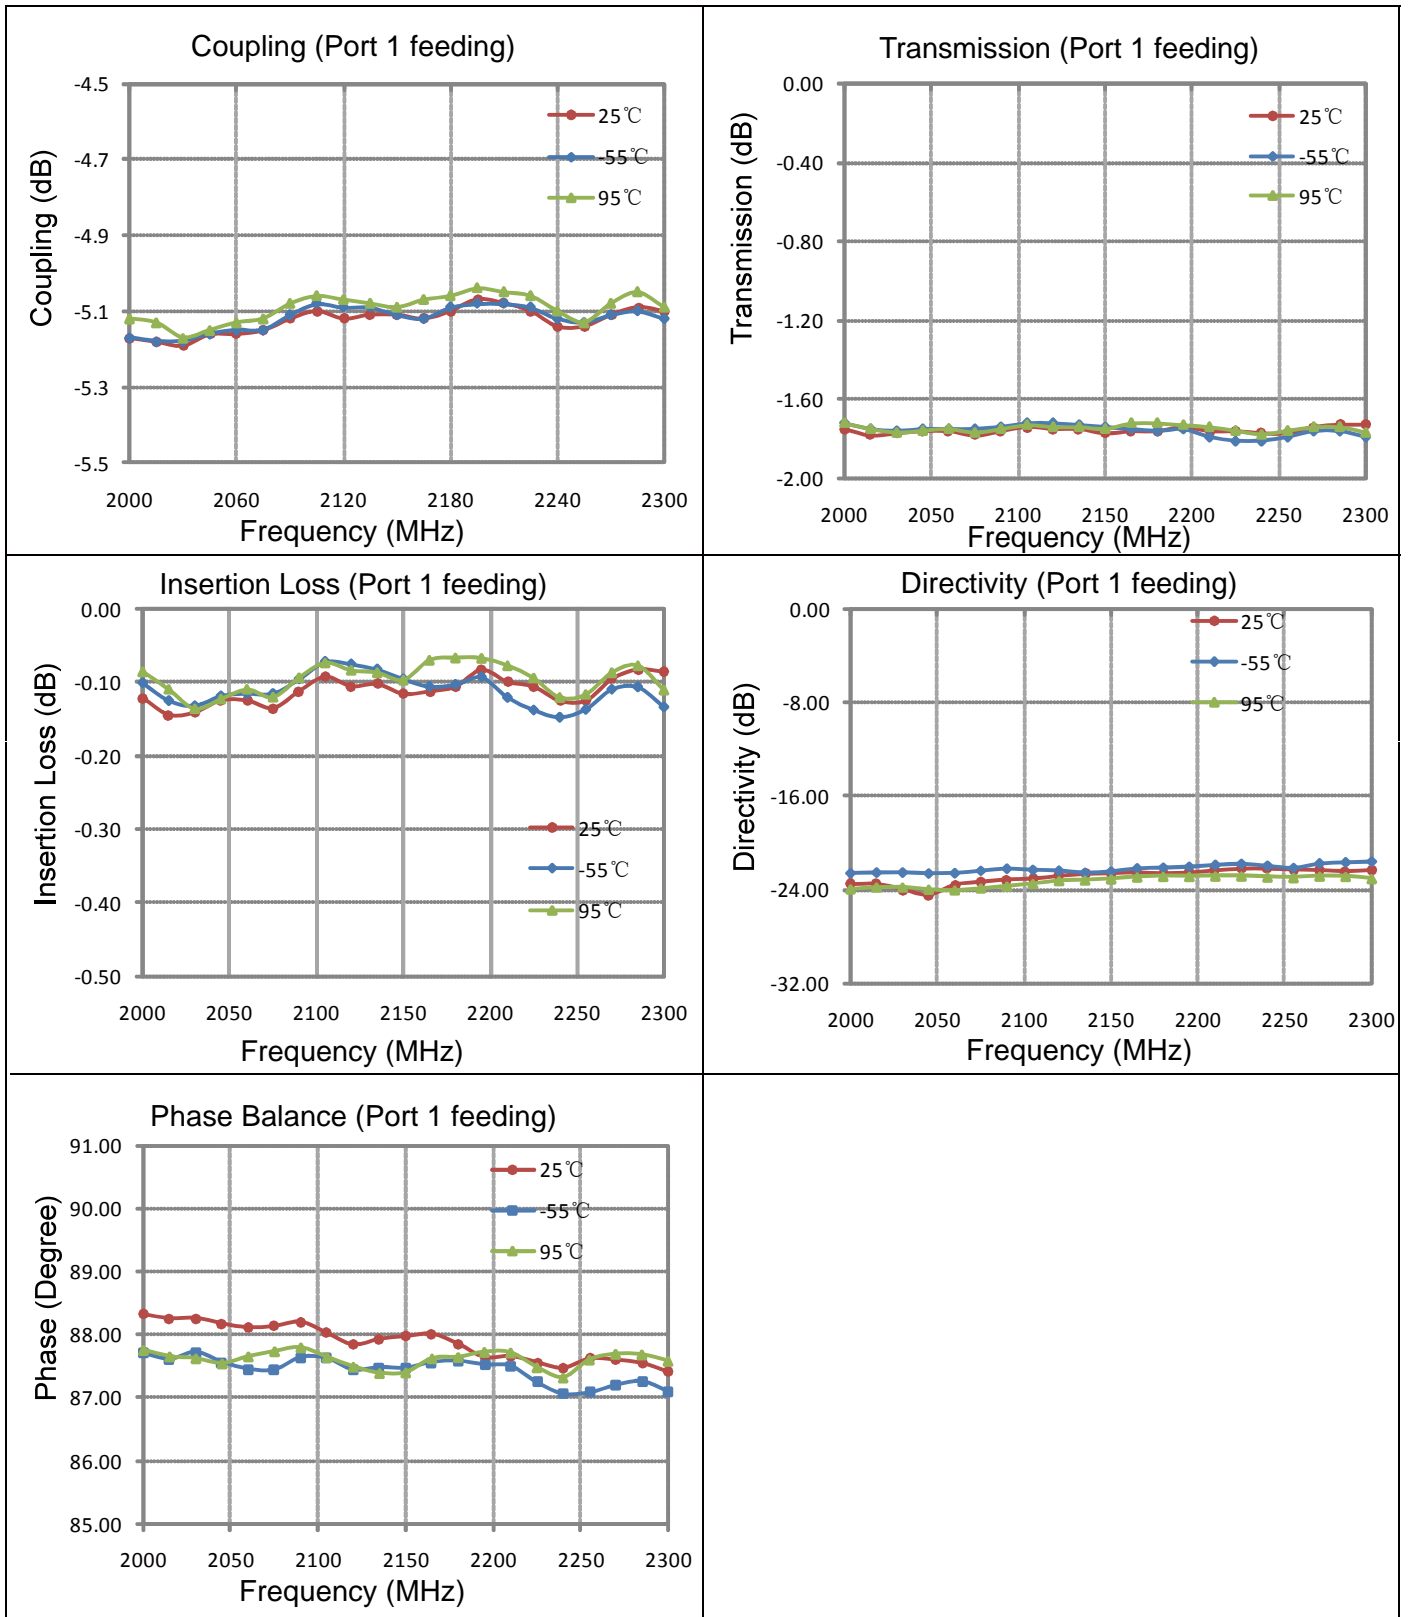 Coupling (Port 1 feeding)
-4.5
-4.7
-4.9
-5.1
-5.3
-5.5
Coupling (dB)
25℃
-55℃
95℃
2000 2060 2120 2180 2240 2300
Frequency (MHz)
Transmission (Port 1 feeding)
0.00
-0.40
-0.80
-1.20
-1.60
-2.00
Transmission (dB)
25℃
-55℃
95℃
2000 2050 2100 2150 2200 2250 2300
Frequency (MHz)
Insertion Loss (Port 1 feeding)
0.00
-0.10
-0.20
-0.30
-0.40
-0.50
Insertion Loss (dB)
25℃
-55℃
95℃
2000 2050 2100 2150 2200 2250 2300
Frequency (MHz)
Directivity (Port 1 feeding)
0.00
-8.00
-16.00
-24.00
-32.00
Directivity (dB)
25℃
-55℃
95℃
2000 2050 2100 2150 2200 2250 2300
Frequency (MHz)
Phase Balance (Port 1 feeding)
91.00
90.00
89.00
88.00
87.00
86.00
85.00
Phase (Degree)
25℃
-55℃
95℃
2000 2050 2100 2150 2200 2250 2300
Frequency (MHz)